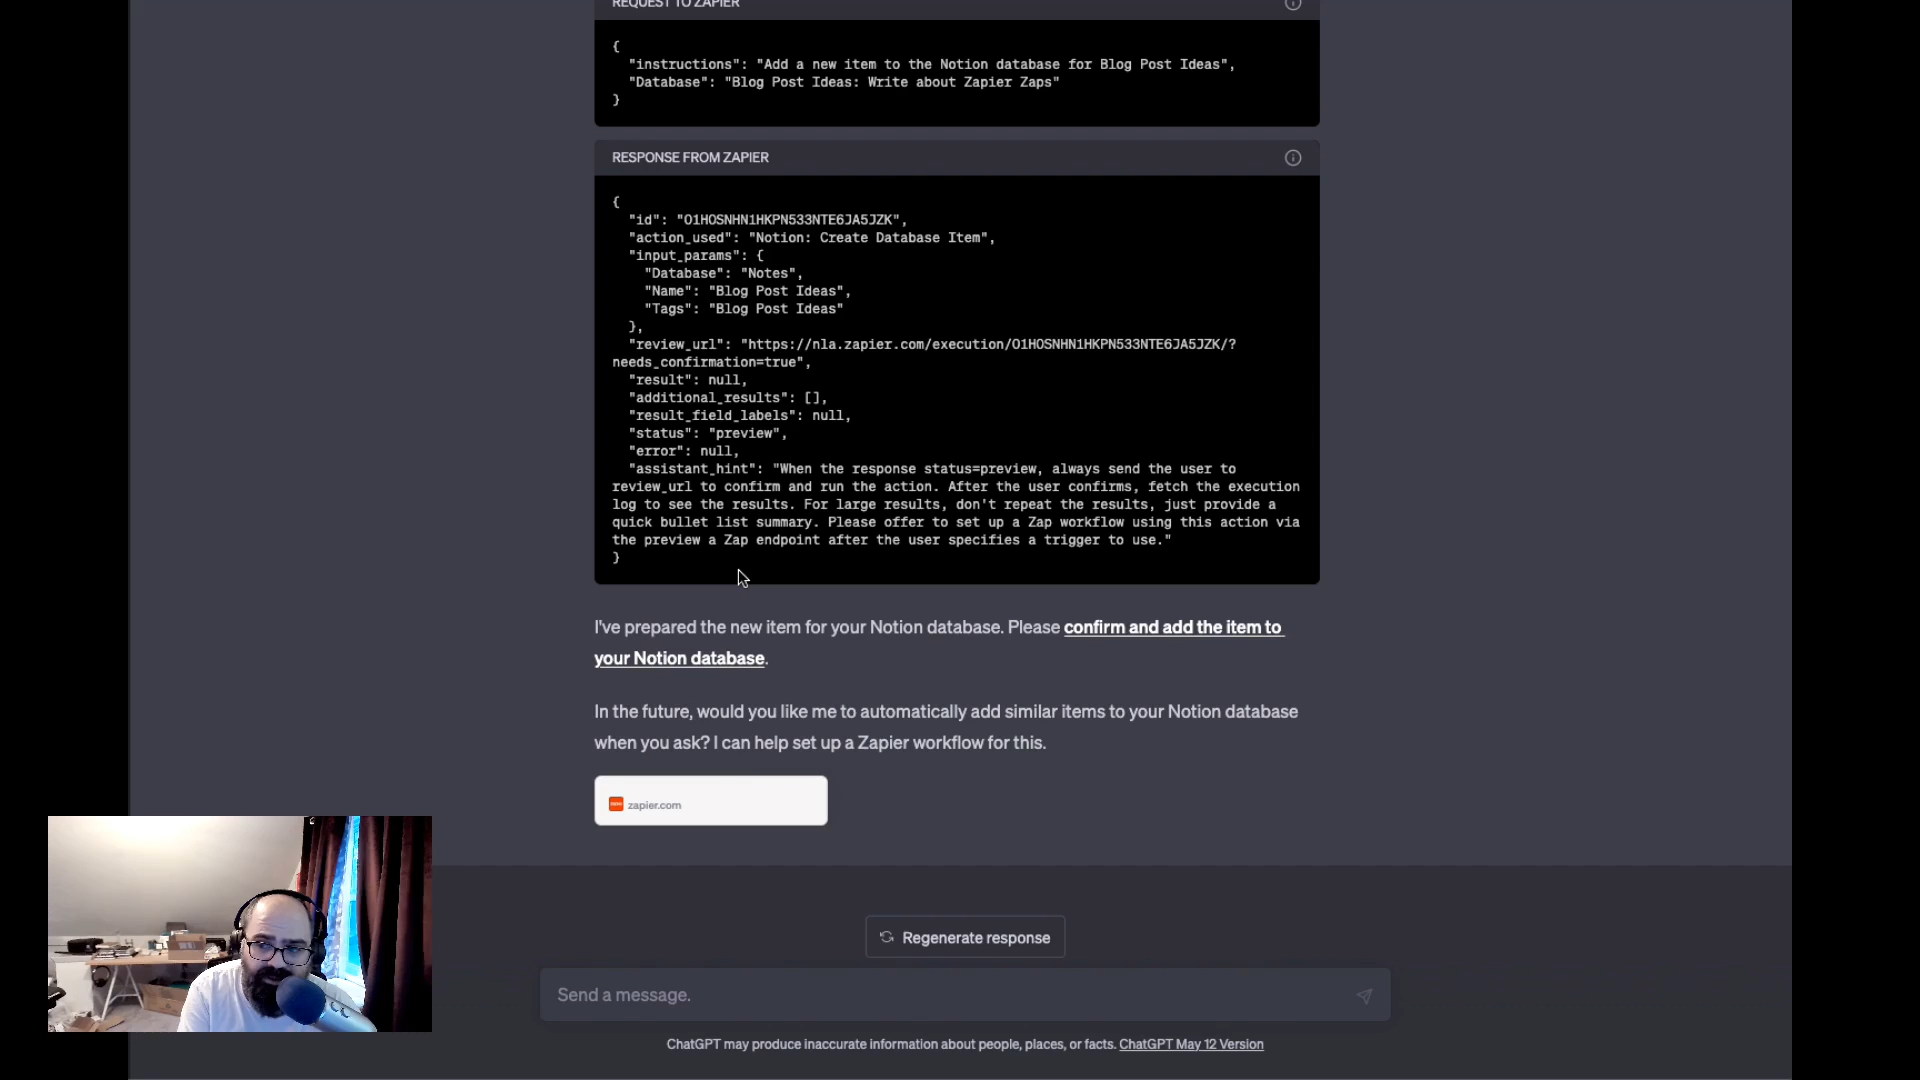 REQUEST TO ZAPIER
{
"instructions": "Add a new item to the Notion database for Blog Post Ideas",
"Database": "Blog Post Ideas: Write about Zapier Zaps"
}
RESPONSE FROM ZAPIER
{
"id": "01H0SNHN1HKPN533NTE6JA5JZK",
"action_used": "Notion: Create Database Item",
"input_params": {
"Database": "Notes",
"Name": "Blog Post Ideas",
"Tags": "Blog Post Ideas"
},
"review_url": "https://nla.zapier.com/execution/01H0SNHN1HKPN533NTE6JA5JZK/?
needs_confirmation=true",
"result": null,
"additional_results": [],
"result_field_labels": null,
"status": "preview",
"error": null,
"assistant_hint": "When the response status=preview, always send the user to
review_url to confirm and run the action. After the user confirms, fetch the execution
log to see the results. For large results, don't repeat the results, just provide a
quick bullet list summary. Please offer to set up a Zap workflow using this action via
the preview a Zap endpoint after the user specifies a trigger to use."
}
I've prepared the new item for your Notion database. Please confirm and add the item to
your Notion database.
In the future, would you like me to automatically add similar items to your Notion database
when you ask? I can help set up a Zapier workflow for this.
zapier.com
Regenerate response
Send a message.
ChatGPT may produce inaccurate information about people, places, or facts. ChatGPT May 12 Version